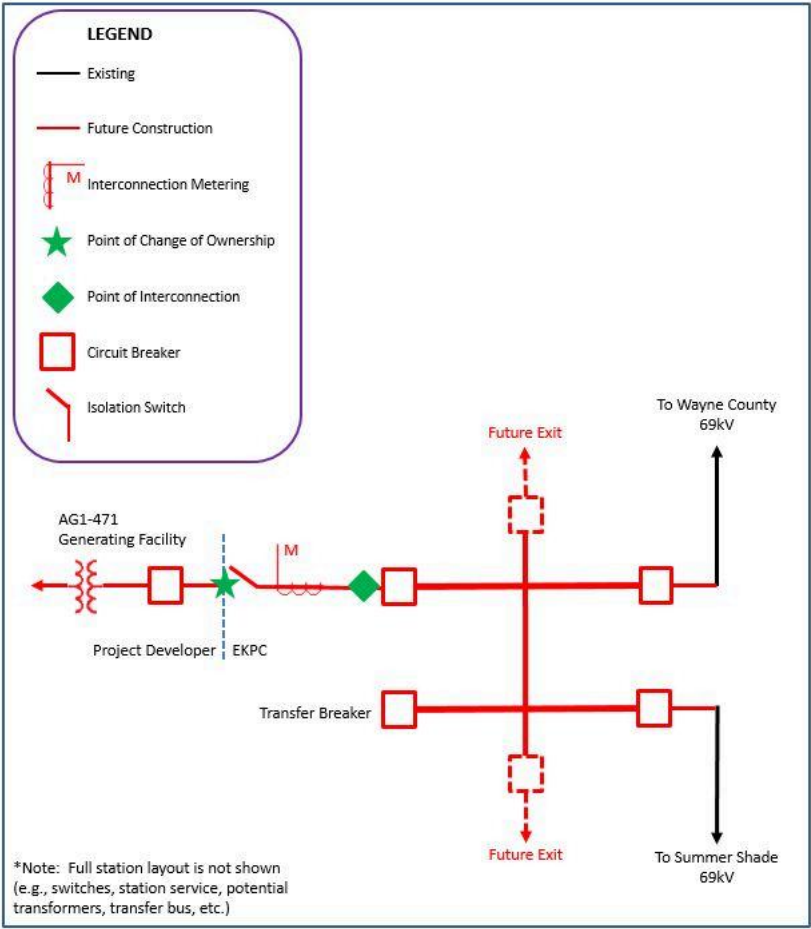 LEGEND
Existing
Future Construction
M
Interconnection Metering
Point of Change of Ownership
Point of Interconnection
Circuit Breaker
Isolation Switch
To Wayne County
69kV
Future Exit
AG1-471
Generating Facility
M
Project Developer
EKPC
Transfer Breaker
Future Exit
To Summer Shade
69kV
*Note: Full station layout is not shown
(e.g., switches, station service, potential
transformers, transfer bus, etc.)